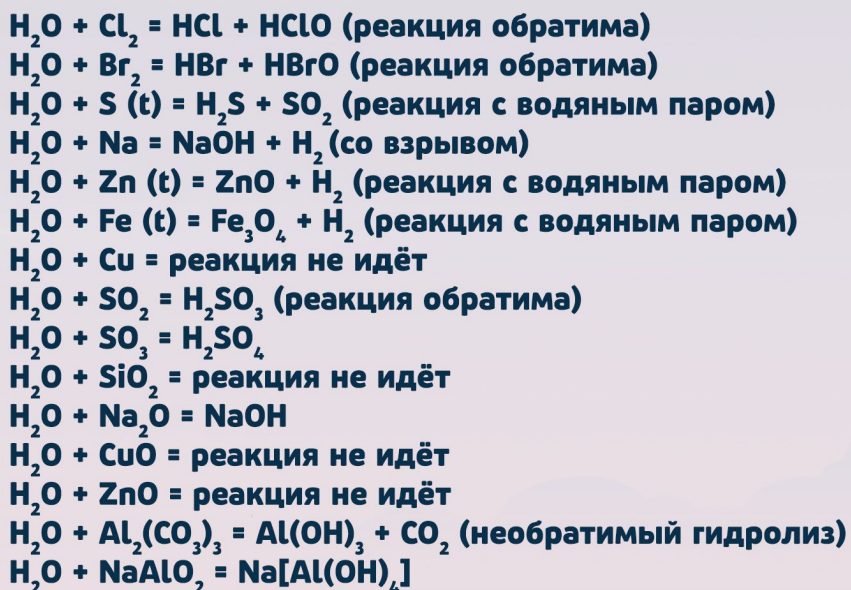 H₂O + Cl₂ = HCl + HClO (реакция обратима)
H₂O + Br₂ = HBr + HBrO (реакция обратима)
H₂O + S (t) = H₂S + SO₂ (реакция с водяным паром)
H₂O + Na = NaOH + H₂ (со взрывом)
H₂O + Zn (t) = ZnO + H₂ (реакция с водяным паром)
H₂O + Fe (t) = Fe₃O₄ + H₂ (реакция с водяным паром)
H₂O + Cu = реакция не идёт
H₂O + SO₂ = H₂SO₃ (реакция обратима)
H₂O + SO₃ = H₂SO₄
H₂O + SiO₂ = реакция не идёт
H₂O + Na₂O = NaOH
H₂O + CuO = реакция не идёт
H₂O + ZnO = реакция не идёт
H₂O + Al₂(CO₃)₃ = Al(OH)₃ + CO₂ (необратимый гидролиз)
H₂O + NaAlO₂ = Na[Al(OH)₄]